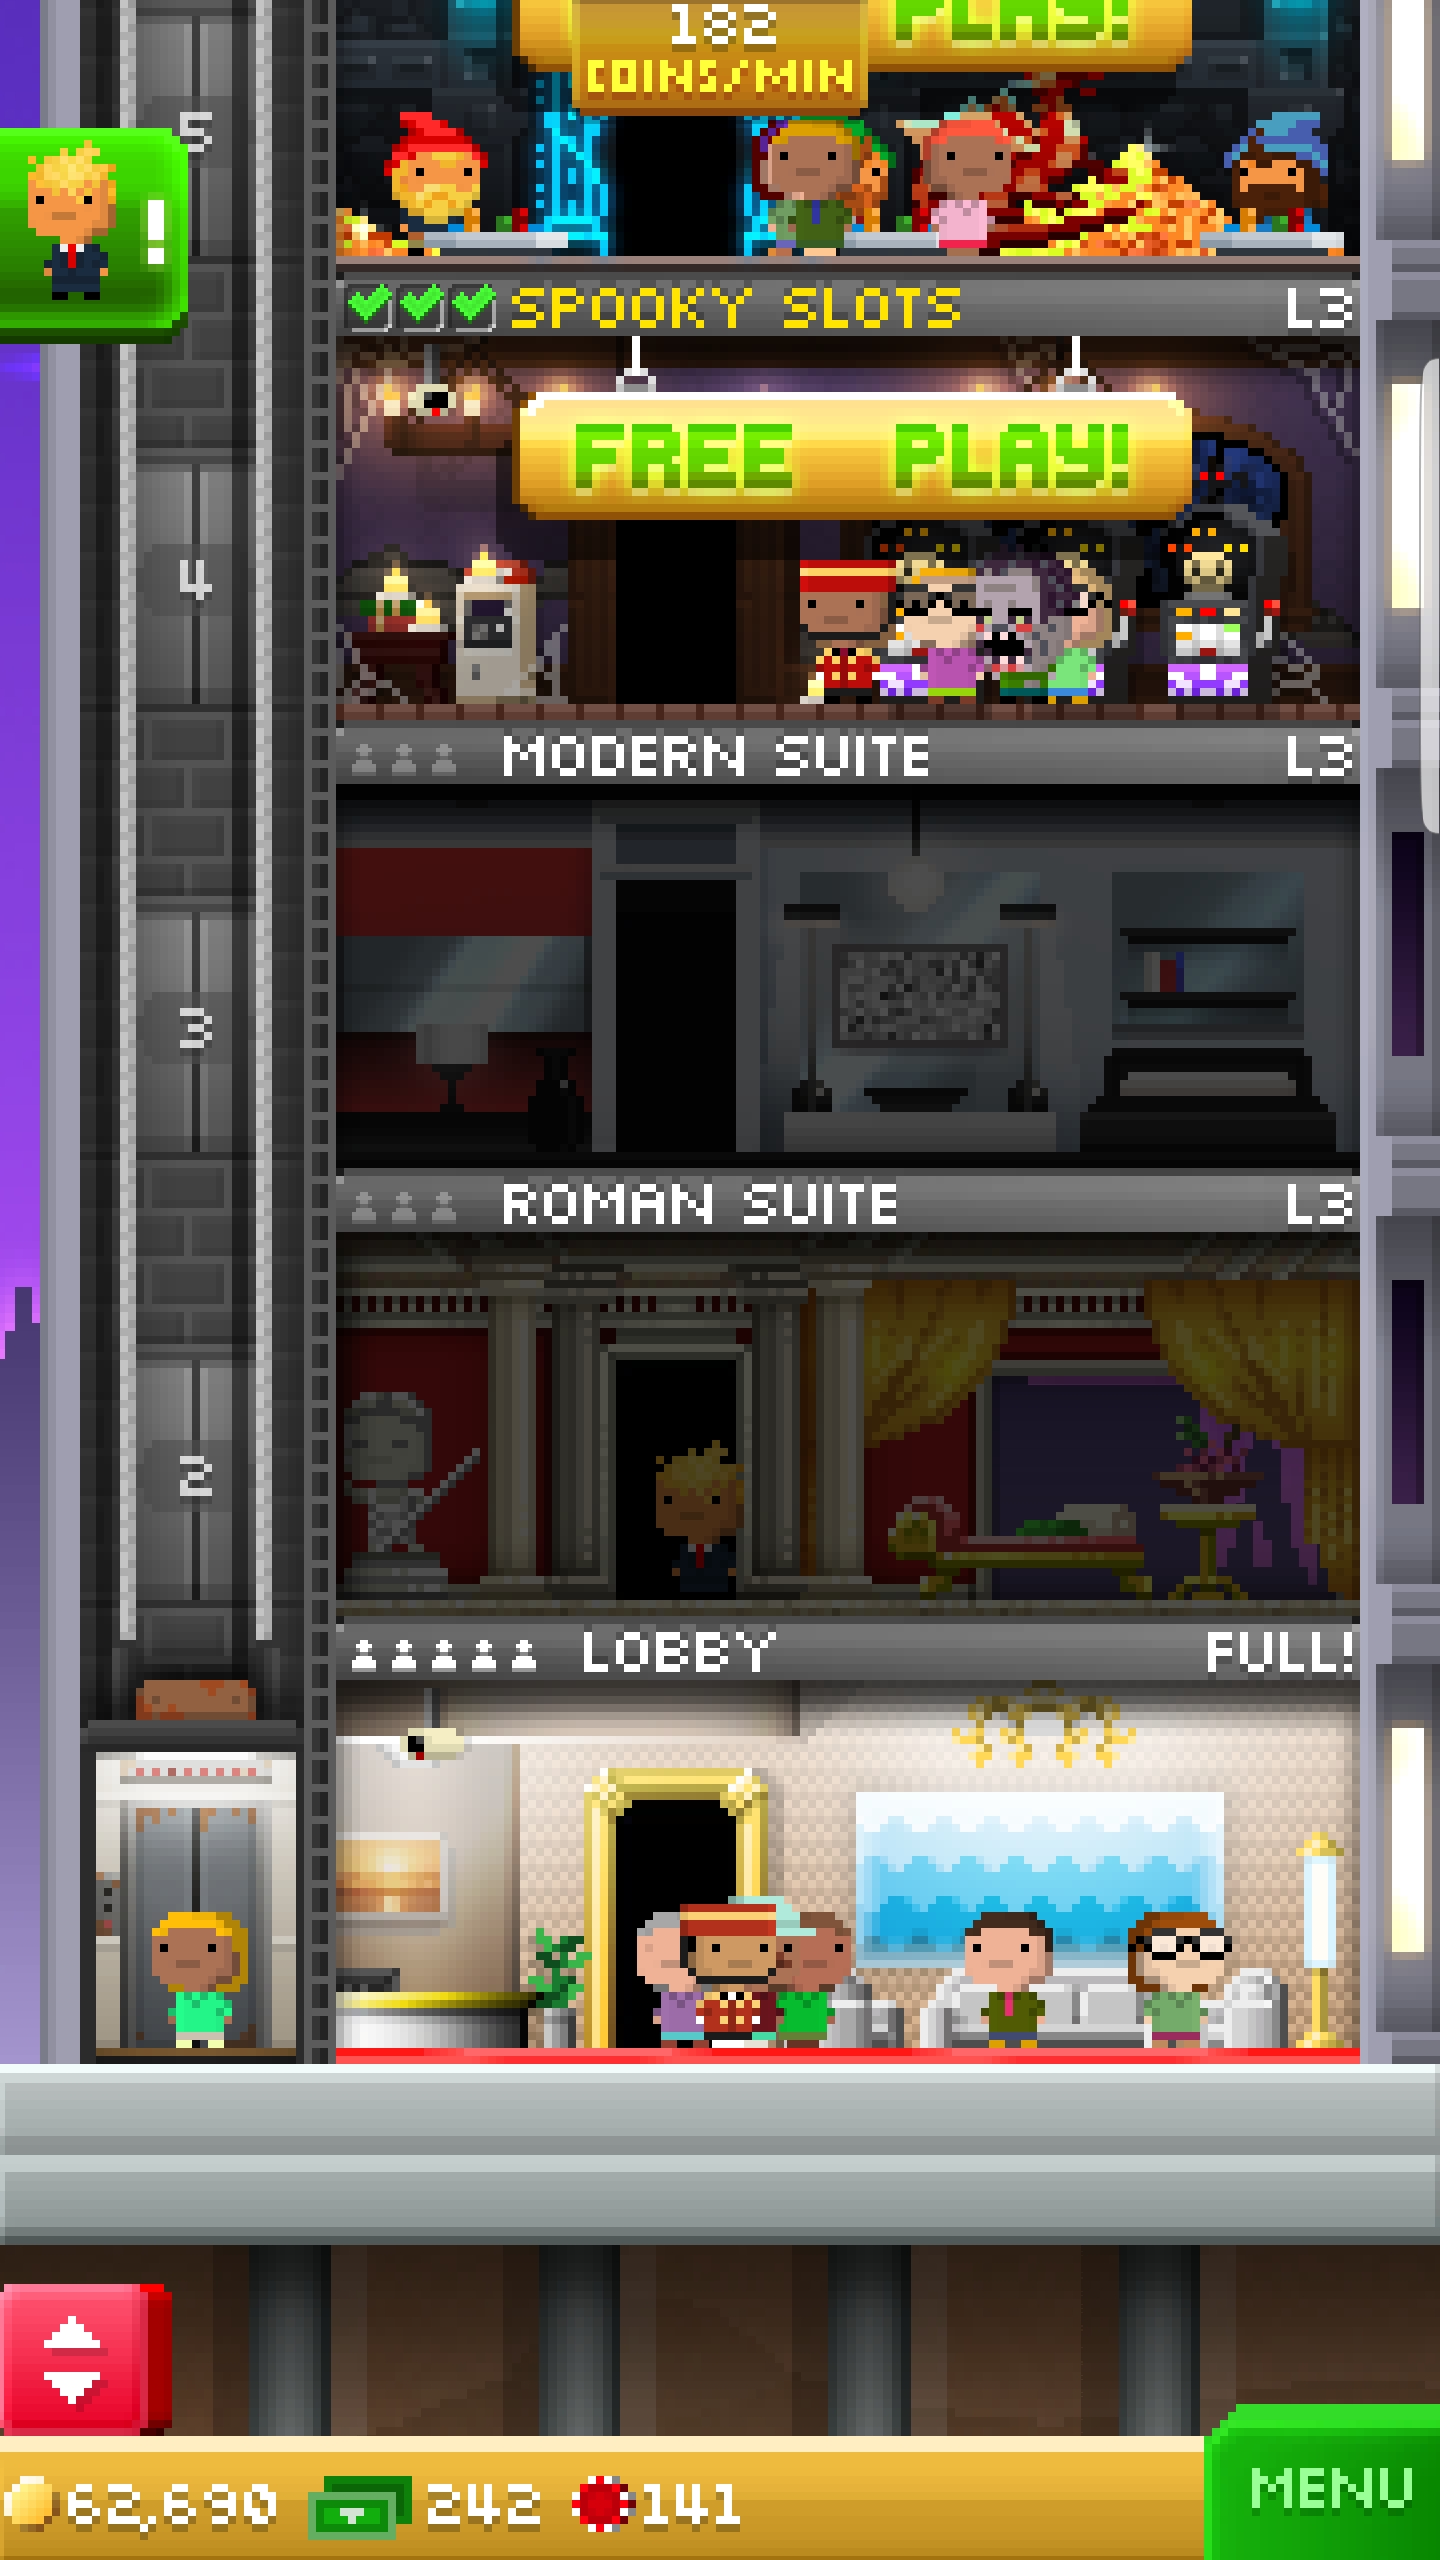 PLAY!
182
COINS/MIN
5
!
SPOOKY SLOTS L3
FREE PLAY!
4
MODERN SUITE L3
3
ROMAN SUITE L3
2
LOBBY FULL!
62,690 242 141
MENU